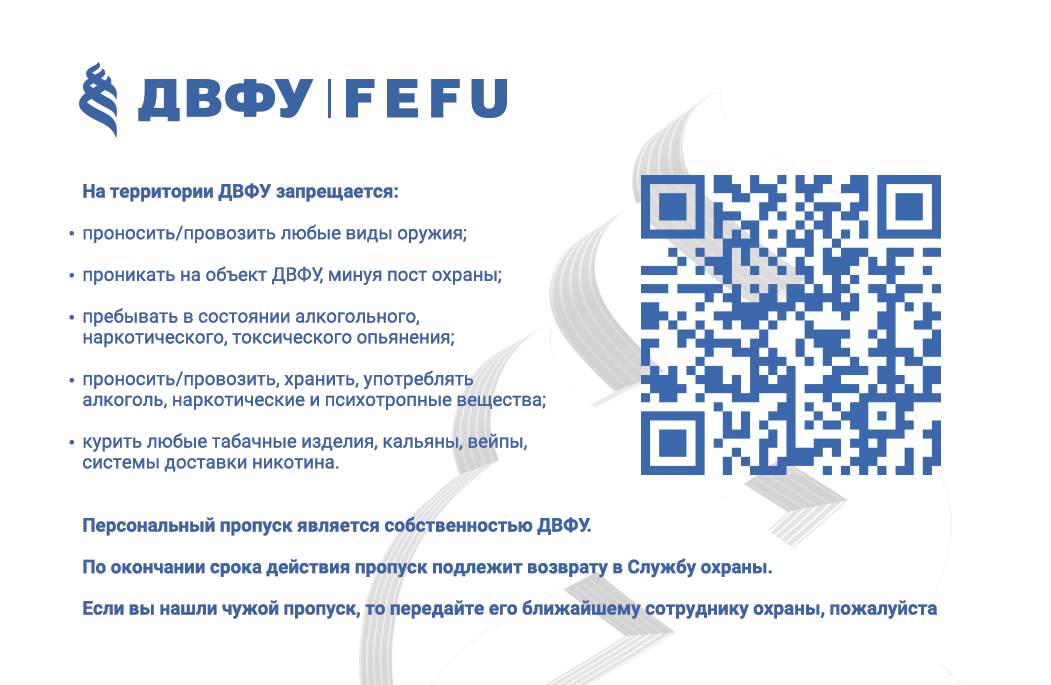 ДВФУ | FEFU
На территории ДВФУ запрещается:
• проносить/провозить любые виды оружия;
• проникать на объект ДВФУ, минуя пост охраны;
• пребывать в состоянии алкогольного,
наркотического, токсического опьянения;
• проносить/провозить, хранить, употреблять
алкоголь, наркотические и психотропные вещества;
• курить любые табачные изделия, кальяны, вейпы,
системы доставки никотина.
Персональный пропуск является собственностью ДВФУ.
По окончании срока действия пропуск подлежит возврату в Службу охраны.
Если вы нашли чужой пропуск, то передайте его ближайшему сотруднику охраны, пожалуйста